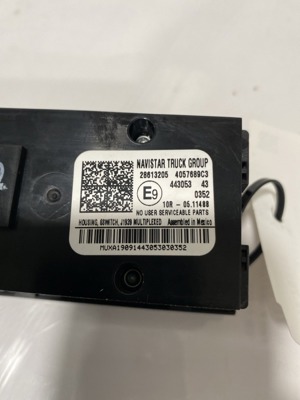 NAVISTAR TRUCK GROUP
28613205 4057689C3
443053 43
E9 0352
10R - 05.11488
NO USER SERVICEABLE PARTS
HOUSING, 6SWITCH, J1939 MULTIPLEXED Assembled in Mexico
MUXA19091443053030352